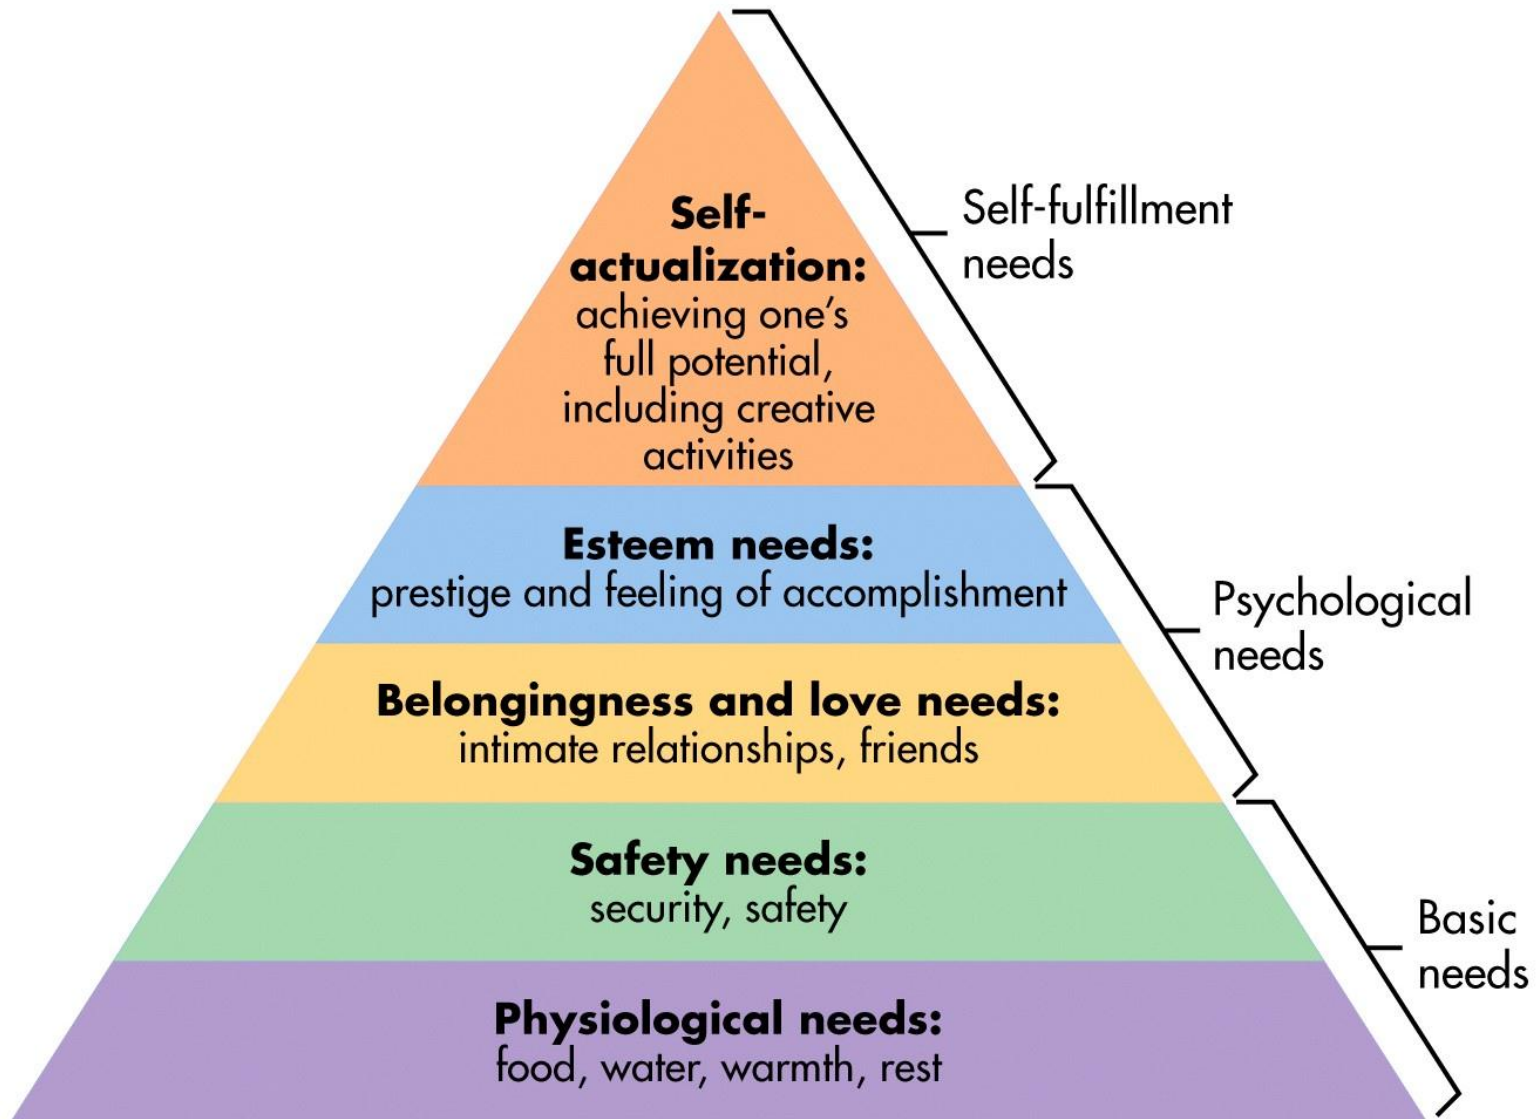 Self-
actualization:
achieving one’s
full potential,
including creative
activities
Self-fulfillment
needs
Esteem needs:
prestige and feeling of accomplishment
Belongingness and love needs:
intimate relationships, friends
Psychological
needs
Safety needs:
security, safety
Physiological needs:
food, water, warmth, rest
Basic
needs